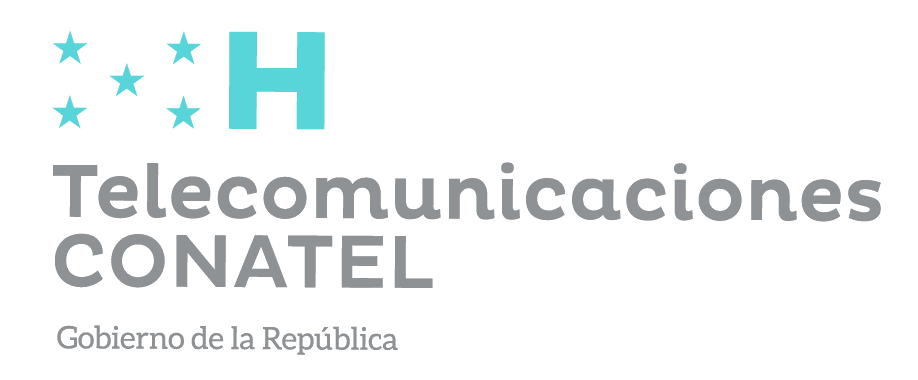 H
Telecomunicaciones
CONATEL
Gobierno de la República